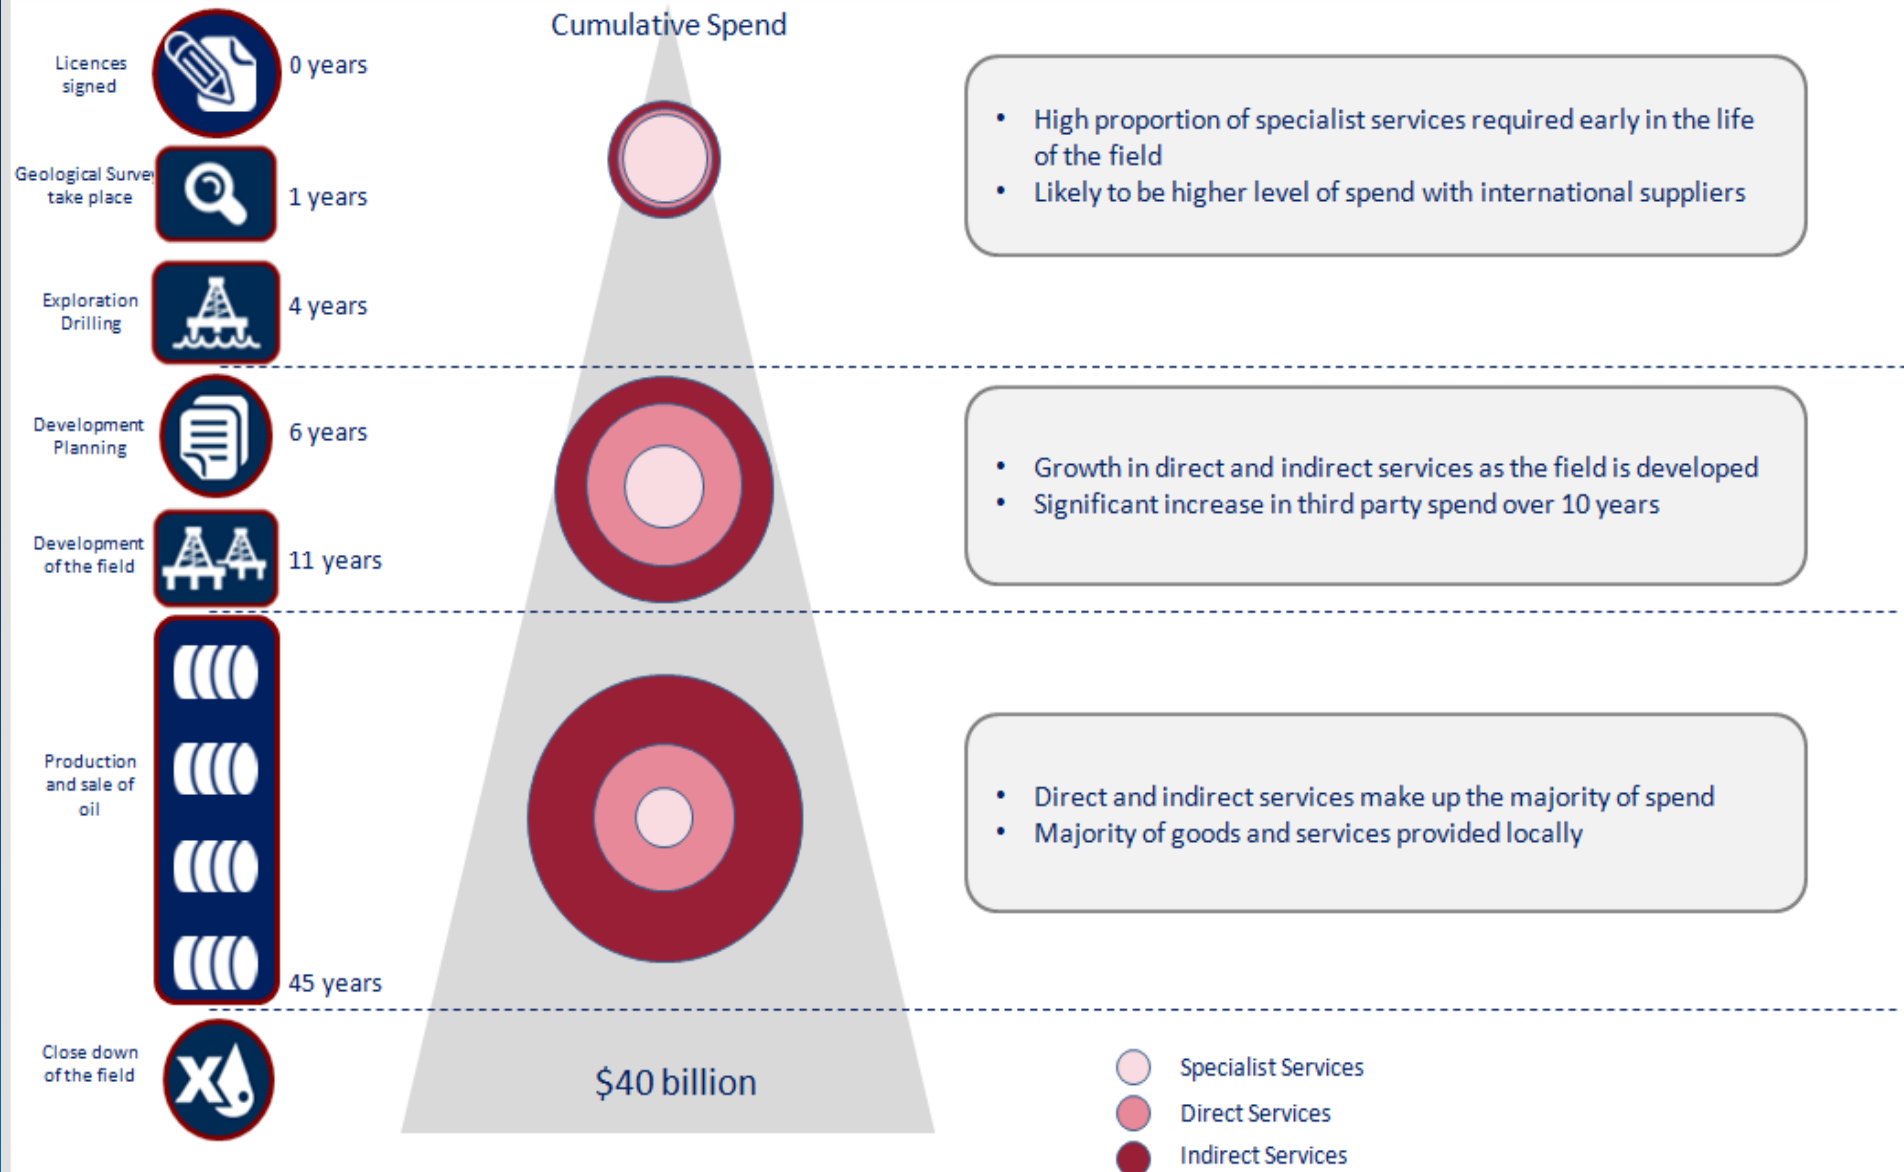 Cumulative Spend
Licences
signed
0 years
Geological Survey
take place
1 years
Exploration
Drilling
4 years
• High proportion of specialist services required early in the life
of the field
• Likely to be higher level of spend with international suppliers
Development
Planning
6 years
Development
of the field
11 years
• Growth in direct and indirect services as the field is developed
• Significant increase in third party spend over 10 years
Production
and sale of
oil
45 years
• Direct and indirect services make up the majority of spend
• Majority of goods and services provided locally
Close down
of the field
X
$40 billion
Specialist Services
Direct Services
Indirect Services